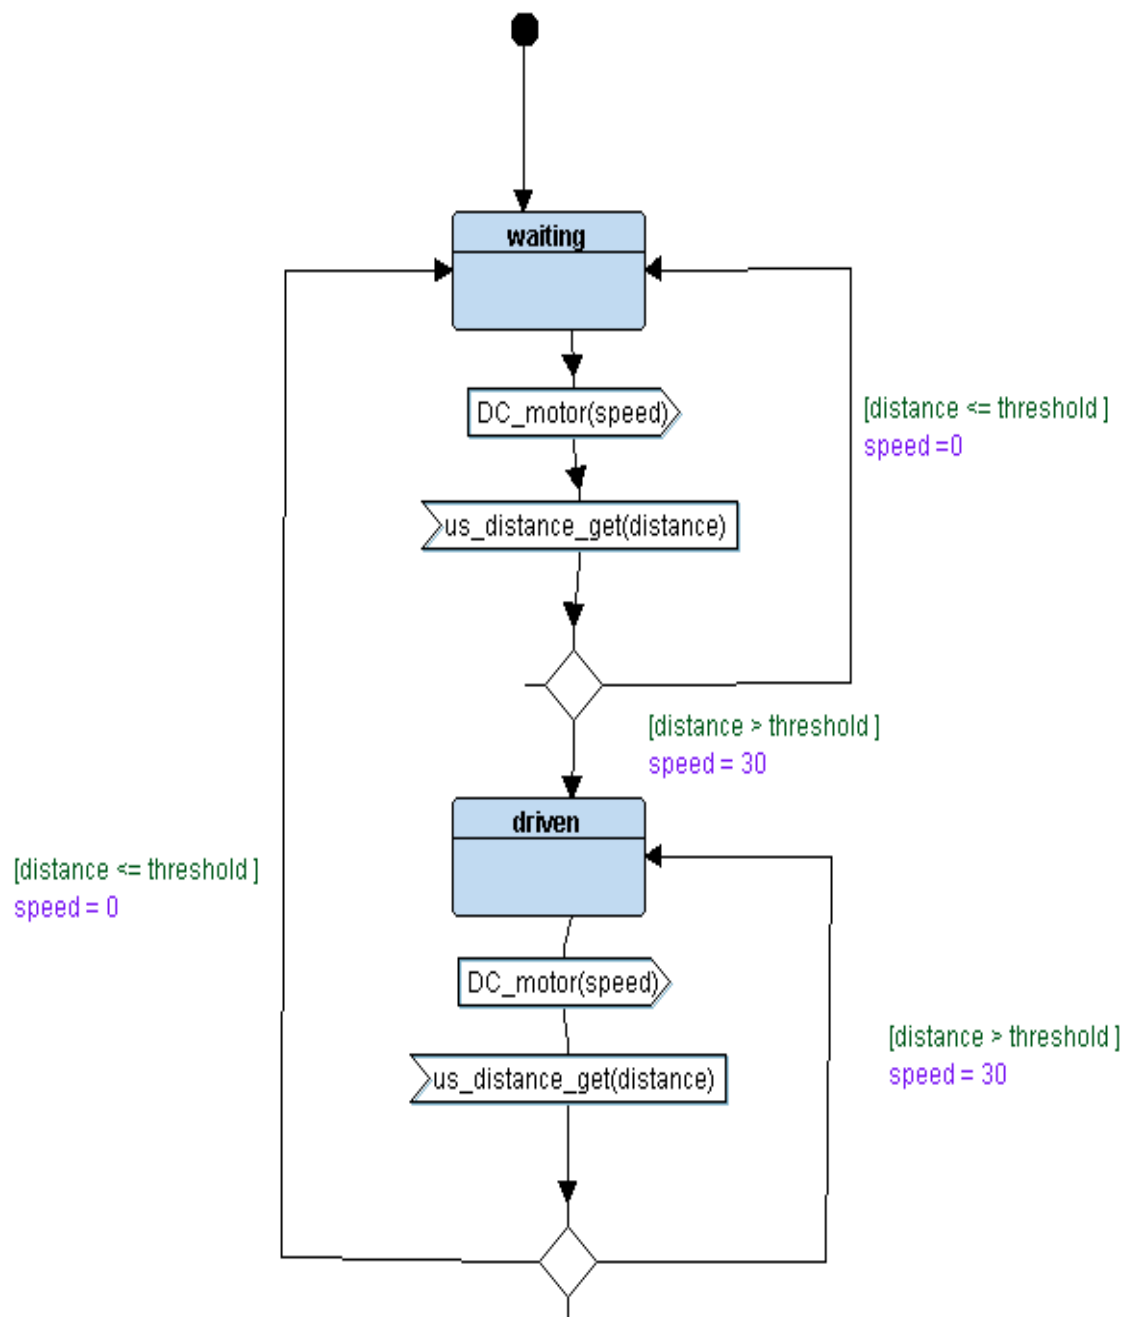 waiting
DC_motor(speed)
[distance <= threshold ]
speed =0
us_distance_get(distance)
[distance > threshold ]
speed = 30
driven
[distance <= threshold ]
speed = 0
DC_motor(speed)
[distance > threshold ]
speed = 30
us_distance_get(distance)